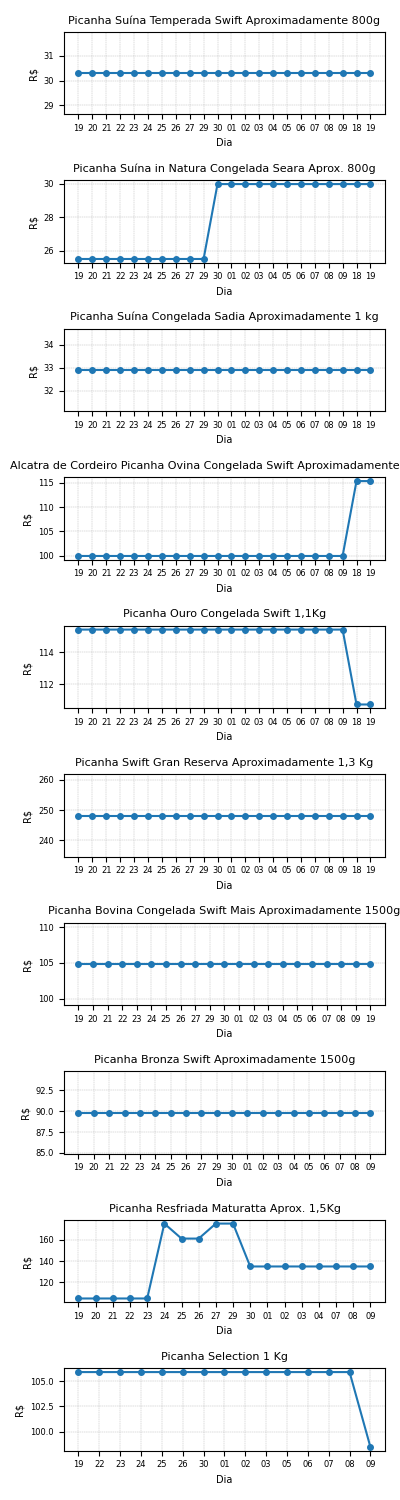 Picanha Suína Temperada Swift Aproximadamente 800g
31
30
29
R$
19 20 21 22 23 24 25 26 27 29 30 01 02 03 04 05 06 07 08 09 18 19
Dia
Picanha Suína in Natura Congelada Seara Aprox. 800g
30
28
26
R$
19 20 21 22 23 24 25 26 27 29 30 01 02 03 04 05 06 07 08 09 18 19
Dia
Picanha Suína Congelada Sadia Aproximadamente 1 kg
34
33
32
R$
19 20 21 22 23 24 25 26 27 29 30 01 02 03 04 05 06 07 08 09 18 19
Dia
Alcatra de Cordeiro Picanha Ovina Congelada Swift Aproximadamente
115
110
105
100
R$
19 20 21 22 23 24 25 26 27 29 30 01 02 03 04 05 06 07 08 09 18 19
Dia
Picanha Ouro Congelada Swift 1,1Kg
114
112
R$
19 20 21 22 23 24 25 26 27 29 30 01 02 03 04 05 06 07 08 09 18 19
Dia
Picanha Swift Gran Reserva Aproximadamente 1,3 Kg
260
250
240
R$
19 20 21 22 23 24 25 26 27 29 30 01 02 03 04 05 06 07 08 09 18 19
Dia
Picanha Bovina Congelada Swift Mais Aproximadamente 1500g
110
105
100
R$
19 20 21 22 23 24 25 26 27 29 30 01 02 03 04 05 06 07 08 09 19
Dia
Picanha Bronza Swift Aproximadamente 1500g
92.5
90.0
87.5
85.0
R$
19 20 21 22 23 24 25 26 27 29 30 01 02 03 04 05 06 07 08 09
Dia
Picanha Resfriada Maturatta Aprox. 1,5Kg
160
140
120
R$
19 20 21 22 23 24 25 26 27 29 30 01 02 03 04 07 08 09
Dia
Picanha Selection 1 Kg
105.0
102.5
100.0
R$
19 22 23 24 25 26 29 01 02 03 04 05 06 07 08 09
Dia